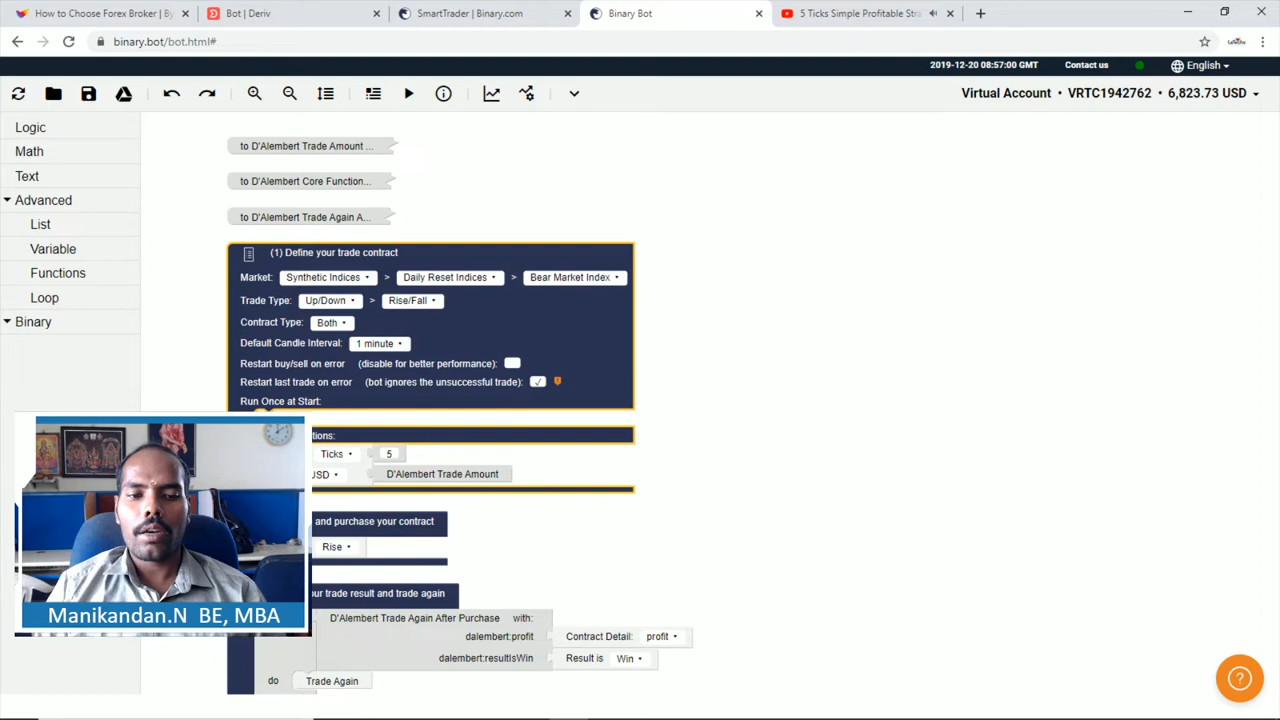 How to Choose Forex Broker | By
Bot | Deriv
SmartTrader | Binary.com
Binary Bot
5 Ticks Simple Profitable Stra
binary.bot/bot.html#
2019-12-20 08:57:00 GMT
Contact us
English
Virtual Account • VRTC1942762 • 6,823.73 USD
Logic
Math
Text
Advanced
List
Variable
Functions
Loop
Binary
to D'Alembert Trade Amount ...
to D'Alembert Core Function...
to D'Alembert Trade Again A...
(1) Define your trade contract
Market: Synthetic Indices > Daily Reset Indices > Bear Market Index
Trade Type: Up/Down > Rise/Fall
Contract Type: Both
Default Candle Interval: 1 minute
Restart buy/sell on error (disable for better performance):
Restart last trade on error (bot ignores the unsuccessful trade): ✓
Run Once at Start:
tions:
Ticks 5
USD D'Alembert Trade Amount
and purchase your contract
Rise
our trade result and trade again
D'Alembert Trade Again After Purchase with:
dalembert:profit Contract Detail: profit
dalembert:resultIsWin Result is Win
do Trade Again
Manikandan.N BE, MBA